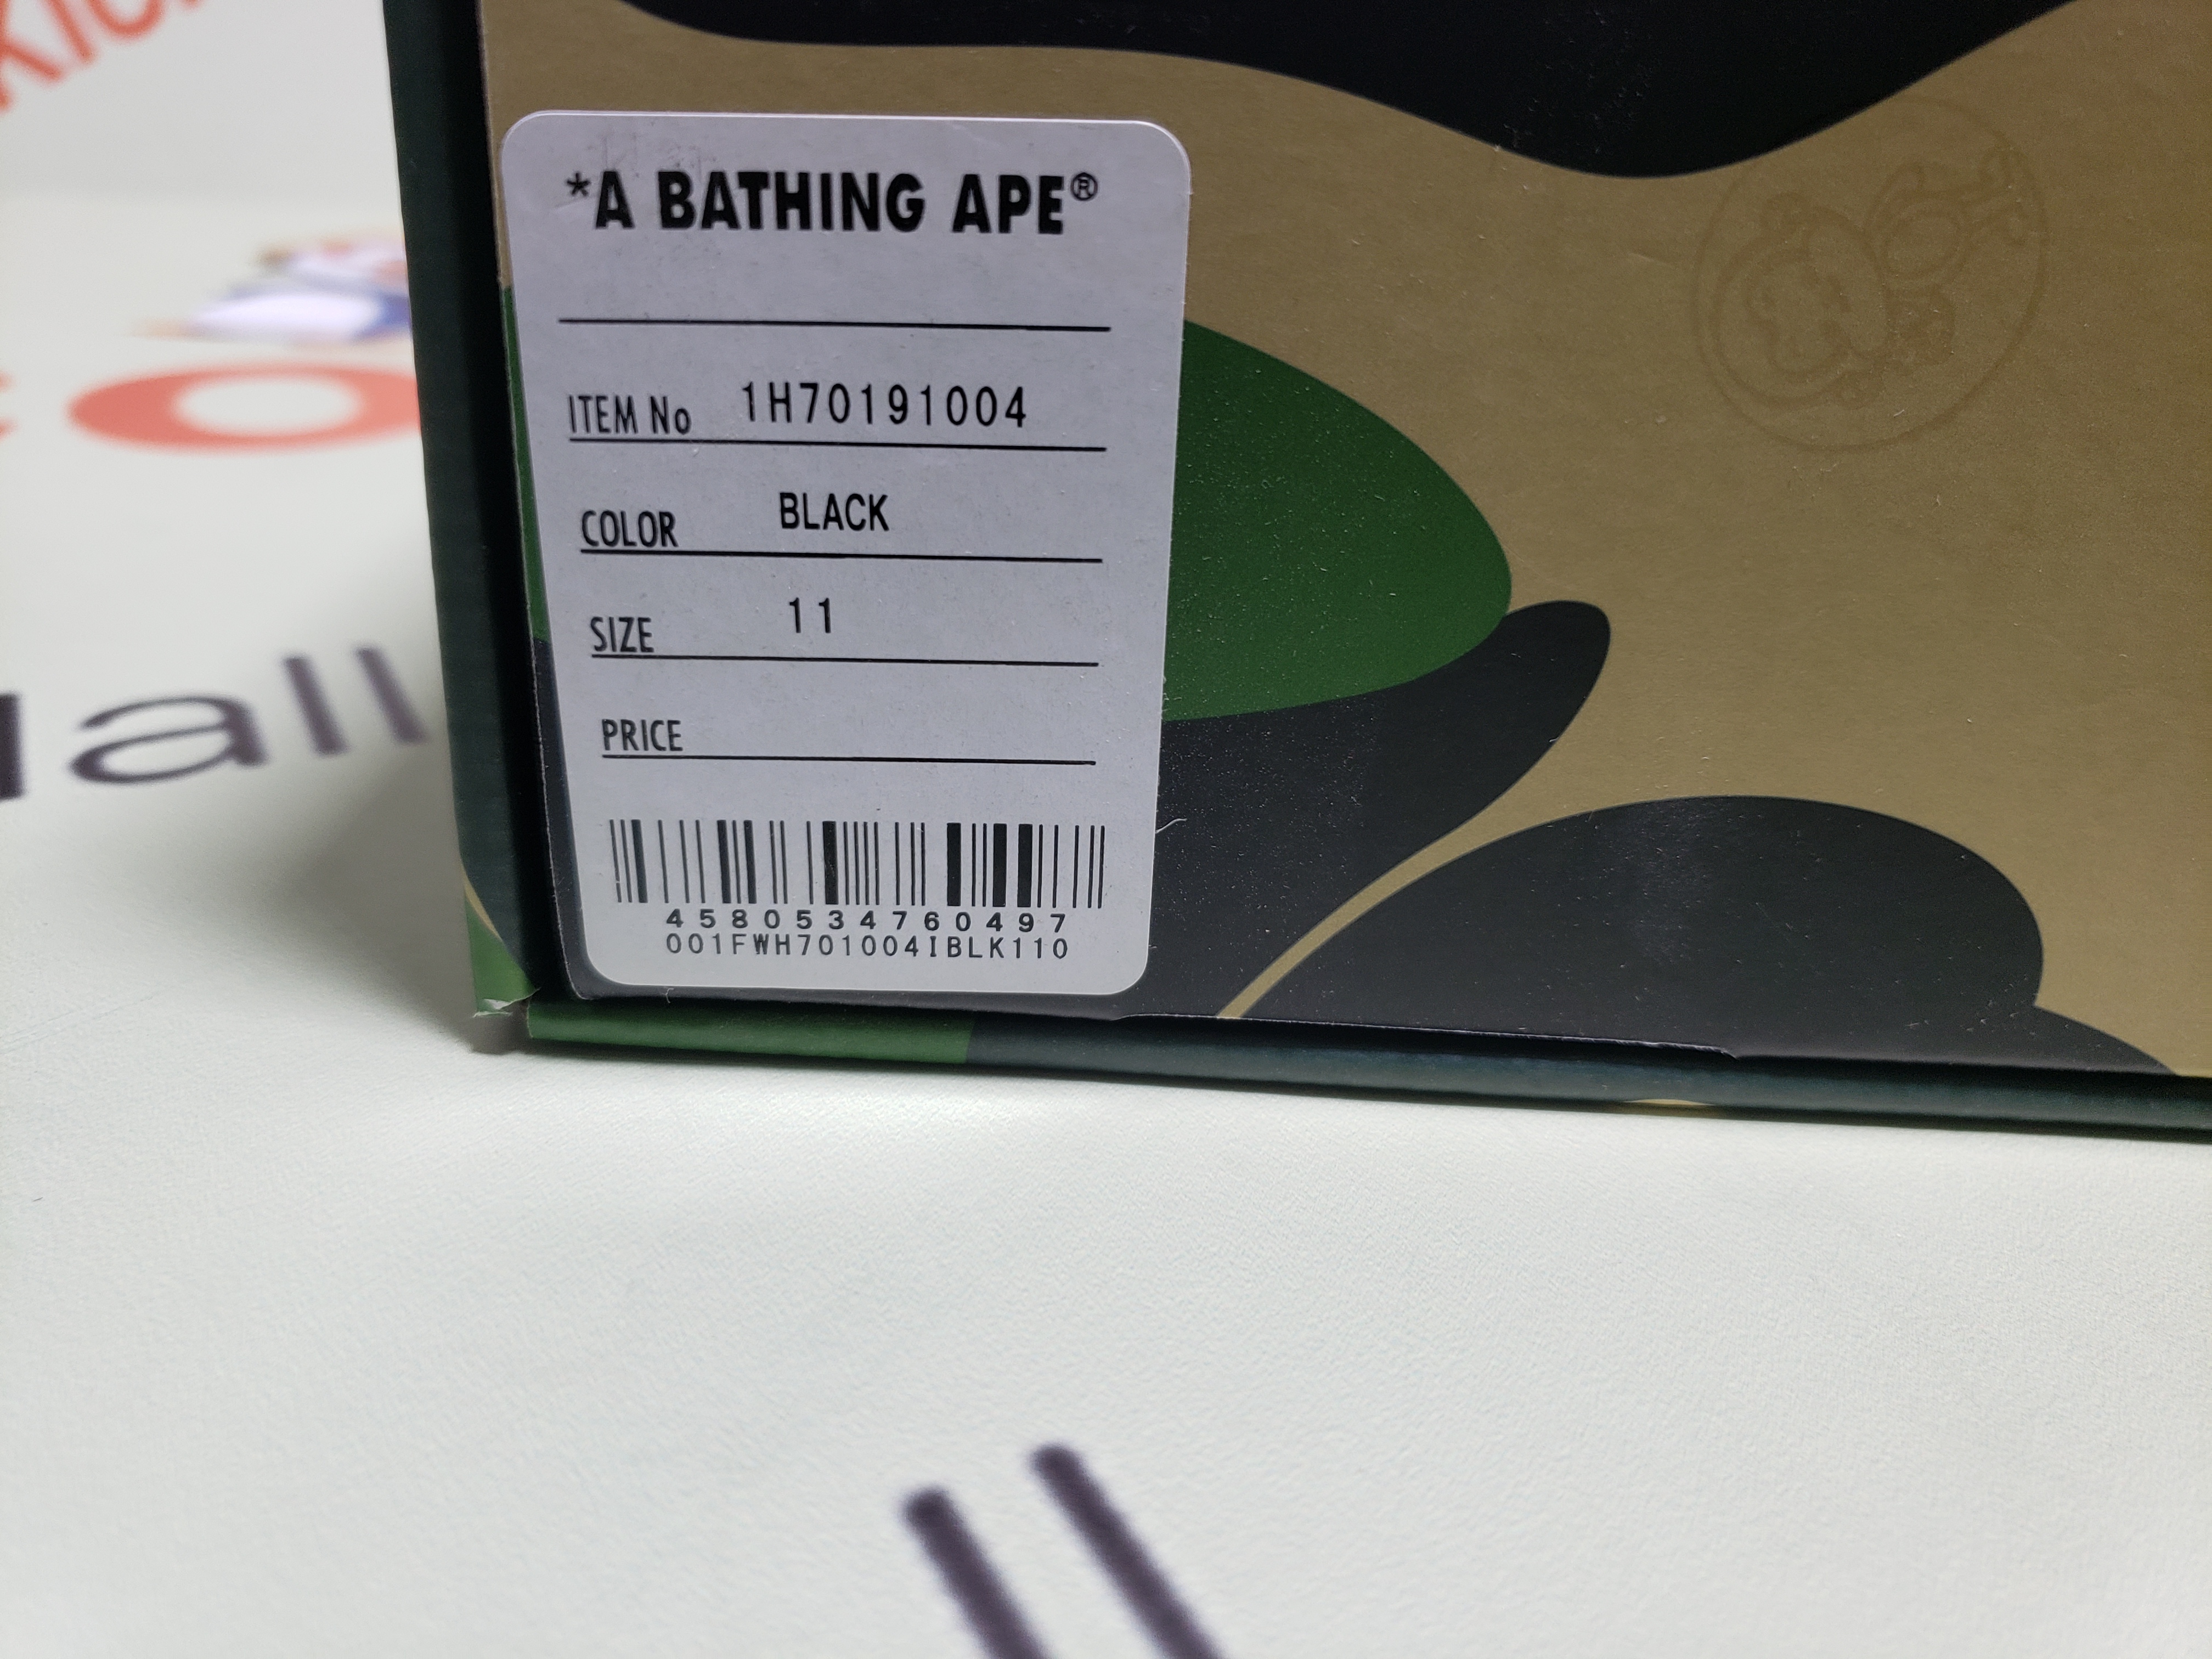 *A BATHING APE®
ITEM No 1H70191004
COLOR BLACK
SIZE 11
PRICE
4580534760497
001FWH701004IBLK110